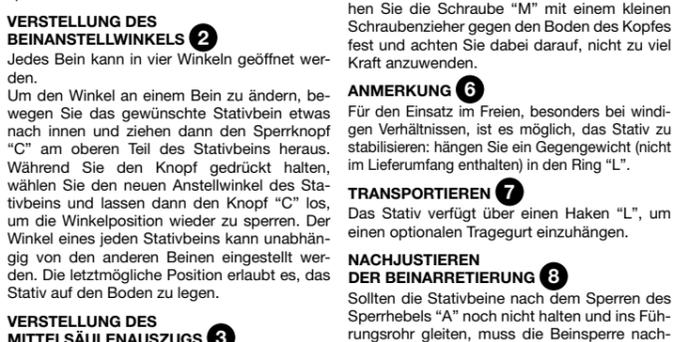 VERSTELLUNG DES
BEINANSTELLWINKELS 2
Jedes Bein kann in vier Winkeln geöffnet wer-
den.
Um den Winkel an einem Bein zu ändern, be-
wegen Sie das gewünschte Stativbein etwas
nach innen und ziehen dann den Sperrknopf
“C” am oberen Teil des Stativbeins heraus.
Während Sie den Knopf gedrückt halten,
wählen Sie den neuen Anstellwinkel des Sta-
tivbeins und lassen dann den Knopf “C” los,
um die Winkelposition wieder zu sperren. Der
Winkel eines jeden Stativbeins kann unabhän-
gig von den anderen Beinen eingestellt wer-
den. Die letztmögliche Position erlaubt es, das
Stativ auf den Boden zu legen.
VERSTELLUNG DES
MITTELSÄULENAUSZUGS 3
hen Sie die Schraube “M” mit einem kleinen
Schraubenzieher gegen den Boden des Kopfes
fest und achten Sie dabei darauf, nicht zu viel
Kraft anzuwenden.
ANMERKUNG 6
Für den Einsatz im Freien, besonders bei windi-
gen Verhältnissen, ist es möglich, das Stativ zu
stabilisieren: hängen Sie ein Gegengewicht (nicht
im Lieferumfang enthalten) in den Ring “L”.
TRANSPORTIEREN 7
Das Stativ verfügt über einen Haken “L”, um
einen optionalen Tragegurt einzuhängen.
NACHJUSTIEREN
DER BEINARRETIERUNG 8
Sollten die Stativbeine nach dem Sperren des
Sperrhebels “A” noch nicht halten und ins Füh-
rungsrohr gleiten, muss die Beinsperre nach-